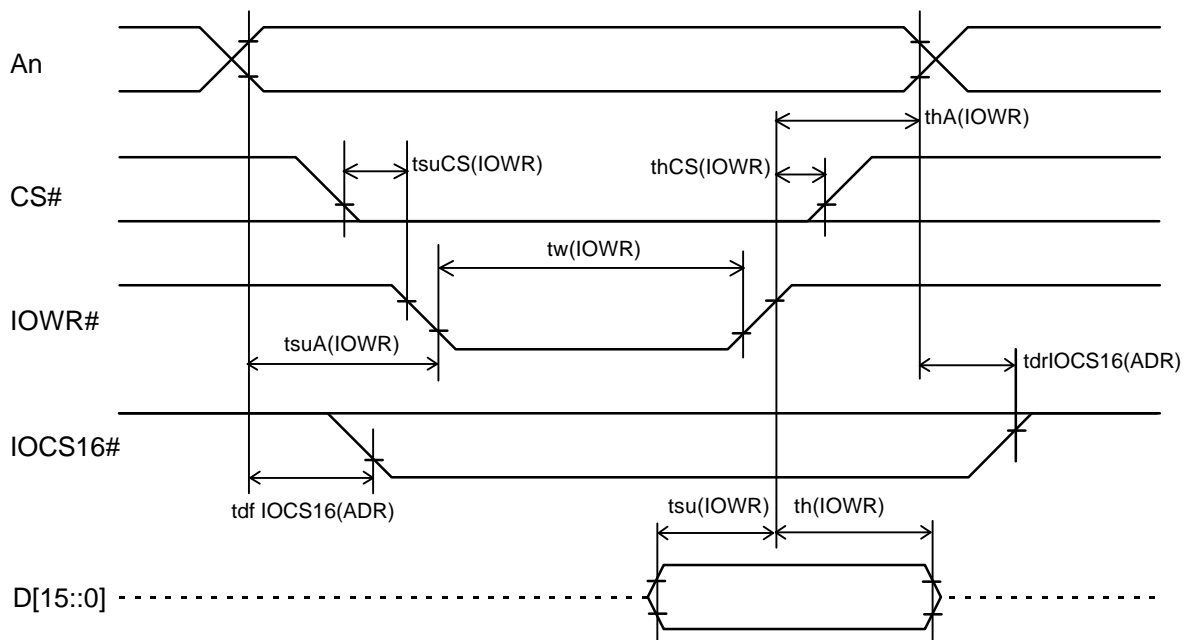 An
thA(IOWR)
tsuCS(IOWR)
thCS(IOWR)
CS#
tw(IOWR)
IOWR#
tsuA(IOWR)
tdrIOCS16(ADR)
IOCS16#
tdf IOCS16(ADR)
tsu(IOWR)
th(IOWR)
D[15::0]